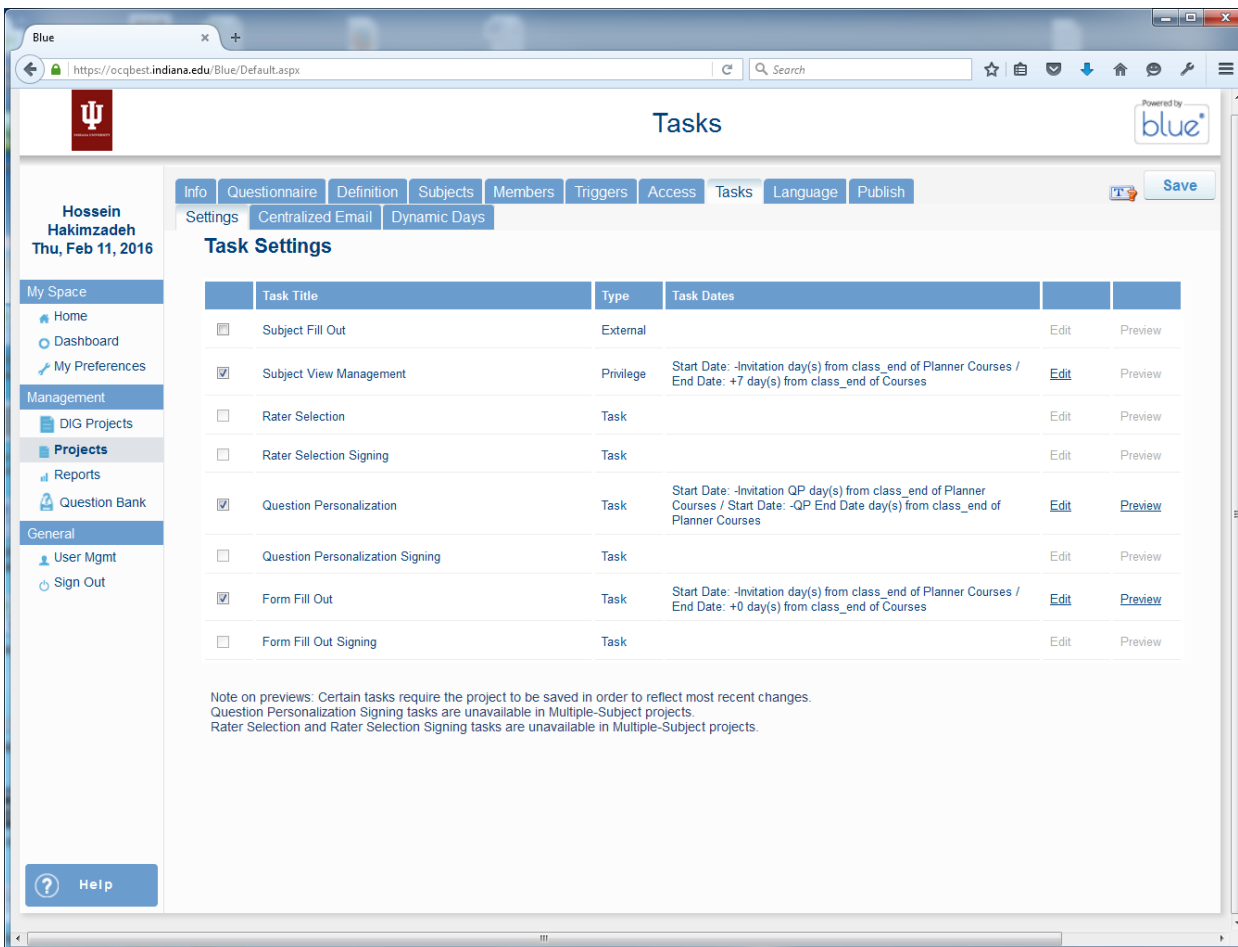 Blue
https://ocqbest.indiana.edu/Blue/Default.aspx
Search
Tasks
Powered by
blue
Info Questionnaire Definition Subjects Members Triggers Access Tasks Language Publish
Save
Settings Centralized Email Dynamic Days
Hossein
Hakimzadeh
Thu, Feb 11, 2016
My Space
Home
Dashboard
My Preferences
Management
DIG Projects
Projects
Reports
Question Bank
General
User Mgmt
Sign Out
Help
Task Settings
Task Title Type Task Dates
Subject Fill Out External Edit Preview
Subject View Management Privilege Start Date: -Invitation day(s) from class_end of Planner Courses /
End Date: +7 day(s) from class_end of Courses Edit Preview
Rater Selection Task Edit Preview
Rater Selection Signing Task Edit Preview
Question Personalization Task Start Date: -Invitation QP day(s) from class_end of Planner
Courses / Start Date: -QP End Date day(s) from class_end of
Planner Courses Edit Preview
Question Personalization Signing Task Edit Preview
Form Fill Out Task Start Date: -Invitation day(s) from class_end of Planner Courses /
End Date: +0 day(s) from class_end of Courses Edit Preview
Form Fill Out Signing Task Edit Preview
Note on previews: Certain tasks require the project to be saved in order to reflect most recent changes.
Question Personalization Signing tasks are unavailable in Multiple-Subject projects.
Rater Selection and Rater Selection Signing tasks are unavailable in Multiple-Subject projects.